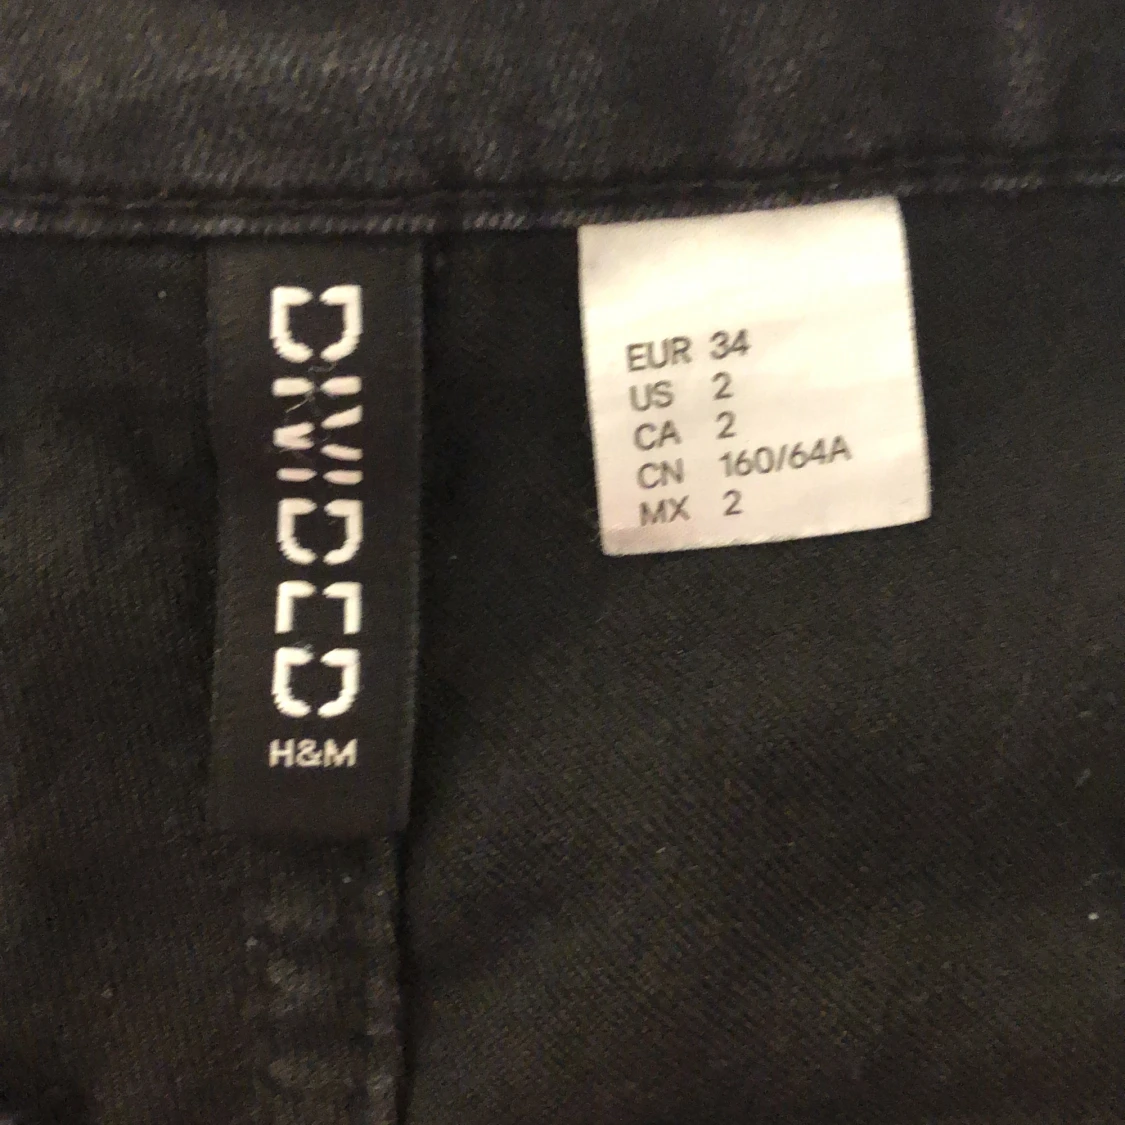 DIVIDED
H&M
EUR 34
US 2
CA 2
CN 160/64A
MX 2